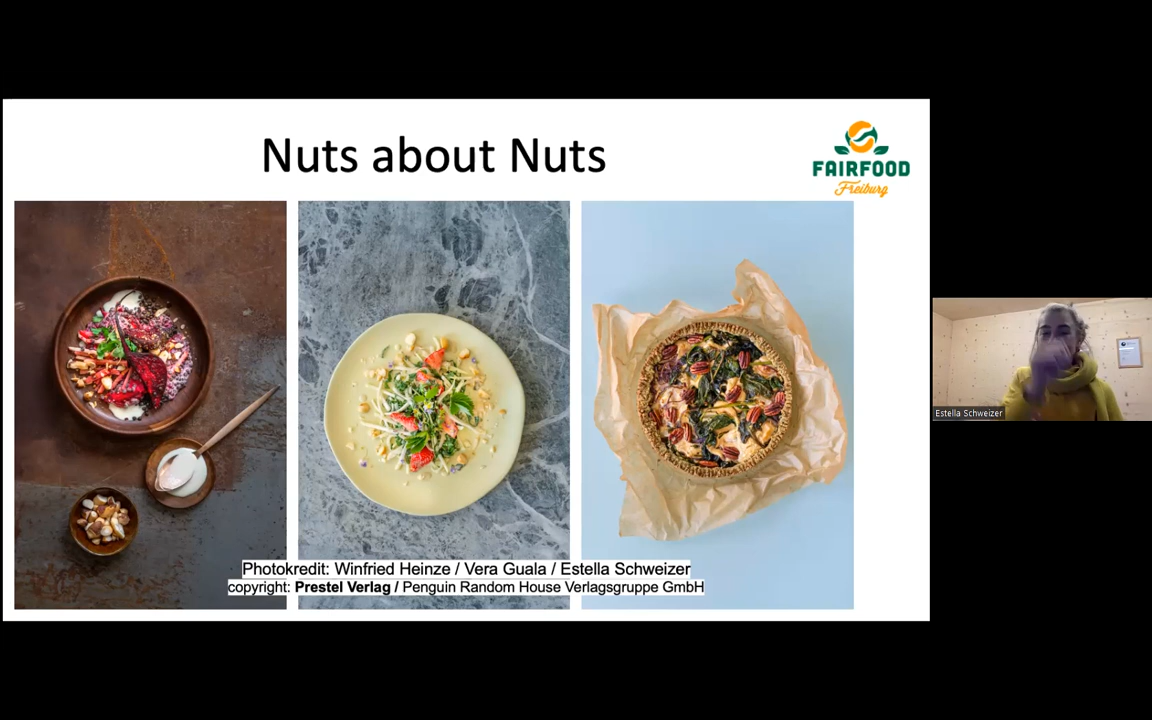 Nuts about Nuts
FAIRFOOD
Freiburg
Photokredit: Winfried Heinze / Vera Guala / Estella Schweizer
copyright: Prestel Verlag / Penguin Random House Verlagsgruppe GmbH
Estella Schweizer